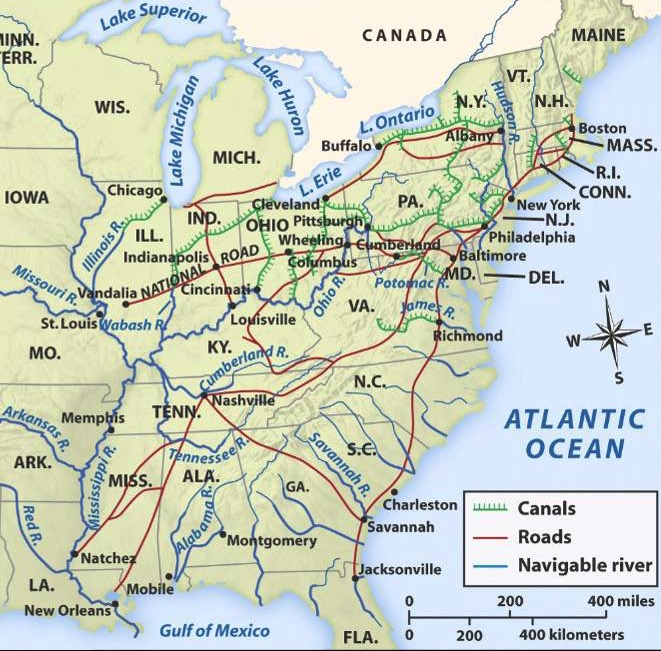 Lake Superior
CANADA
MAINE
MINN.
TERR.
VT.
WIS.
Lake Michigan
Lake Huron
L. Ontario
N.Y.
Hudson R.
N.H.
Buffalo
Albany
Boston
MASS.
MICH.
L. Erie
R.I.
CONN.
IOWA
Chicago
Cleveland
PA.
New York
N.J.
IND.
OHIO
Pittsburgh
Philadelphia
Illinois R.
ILL.
Indianapolis
NATIONAL ROAD
Wheeling
Columbus
Cumberland
Baltimore
MD.
DEL.
Missouri R.
Vandalia
Cincinnati
Ohio R.
Potomac R.
St. Louis
Wabash R.
Louisville
VA.
James R.
Richmond
N
W
E
S
MO.
KY.
Cumberland R.
N.C.
Nashville
Arkansas R.
Memphis
TENN.
ATLANTIC
OCEAN
Tennessee R.
Savannah R.
S.C.
ARK.
Mississippi R.
MISS.
ALA.
GA.
Charleston
Red R.
Alabama R.
Montgomery
Savannah
Natchez
Jacksonville
LA.
Mobile
New Orleans
Gulf of Mexico
FLA.
Canals
Roads
Navigable river
0 200 400 miles
0 200 400 kilometers